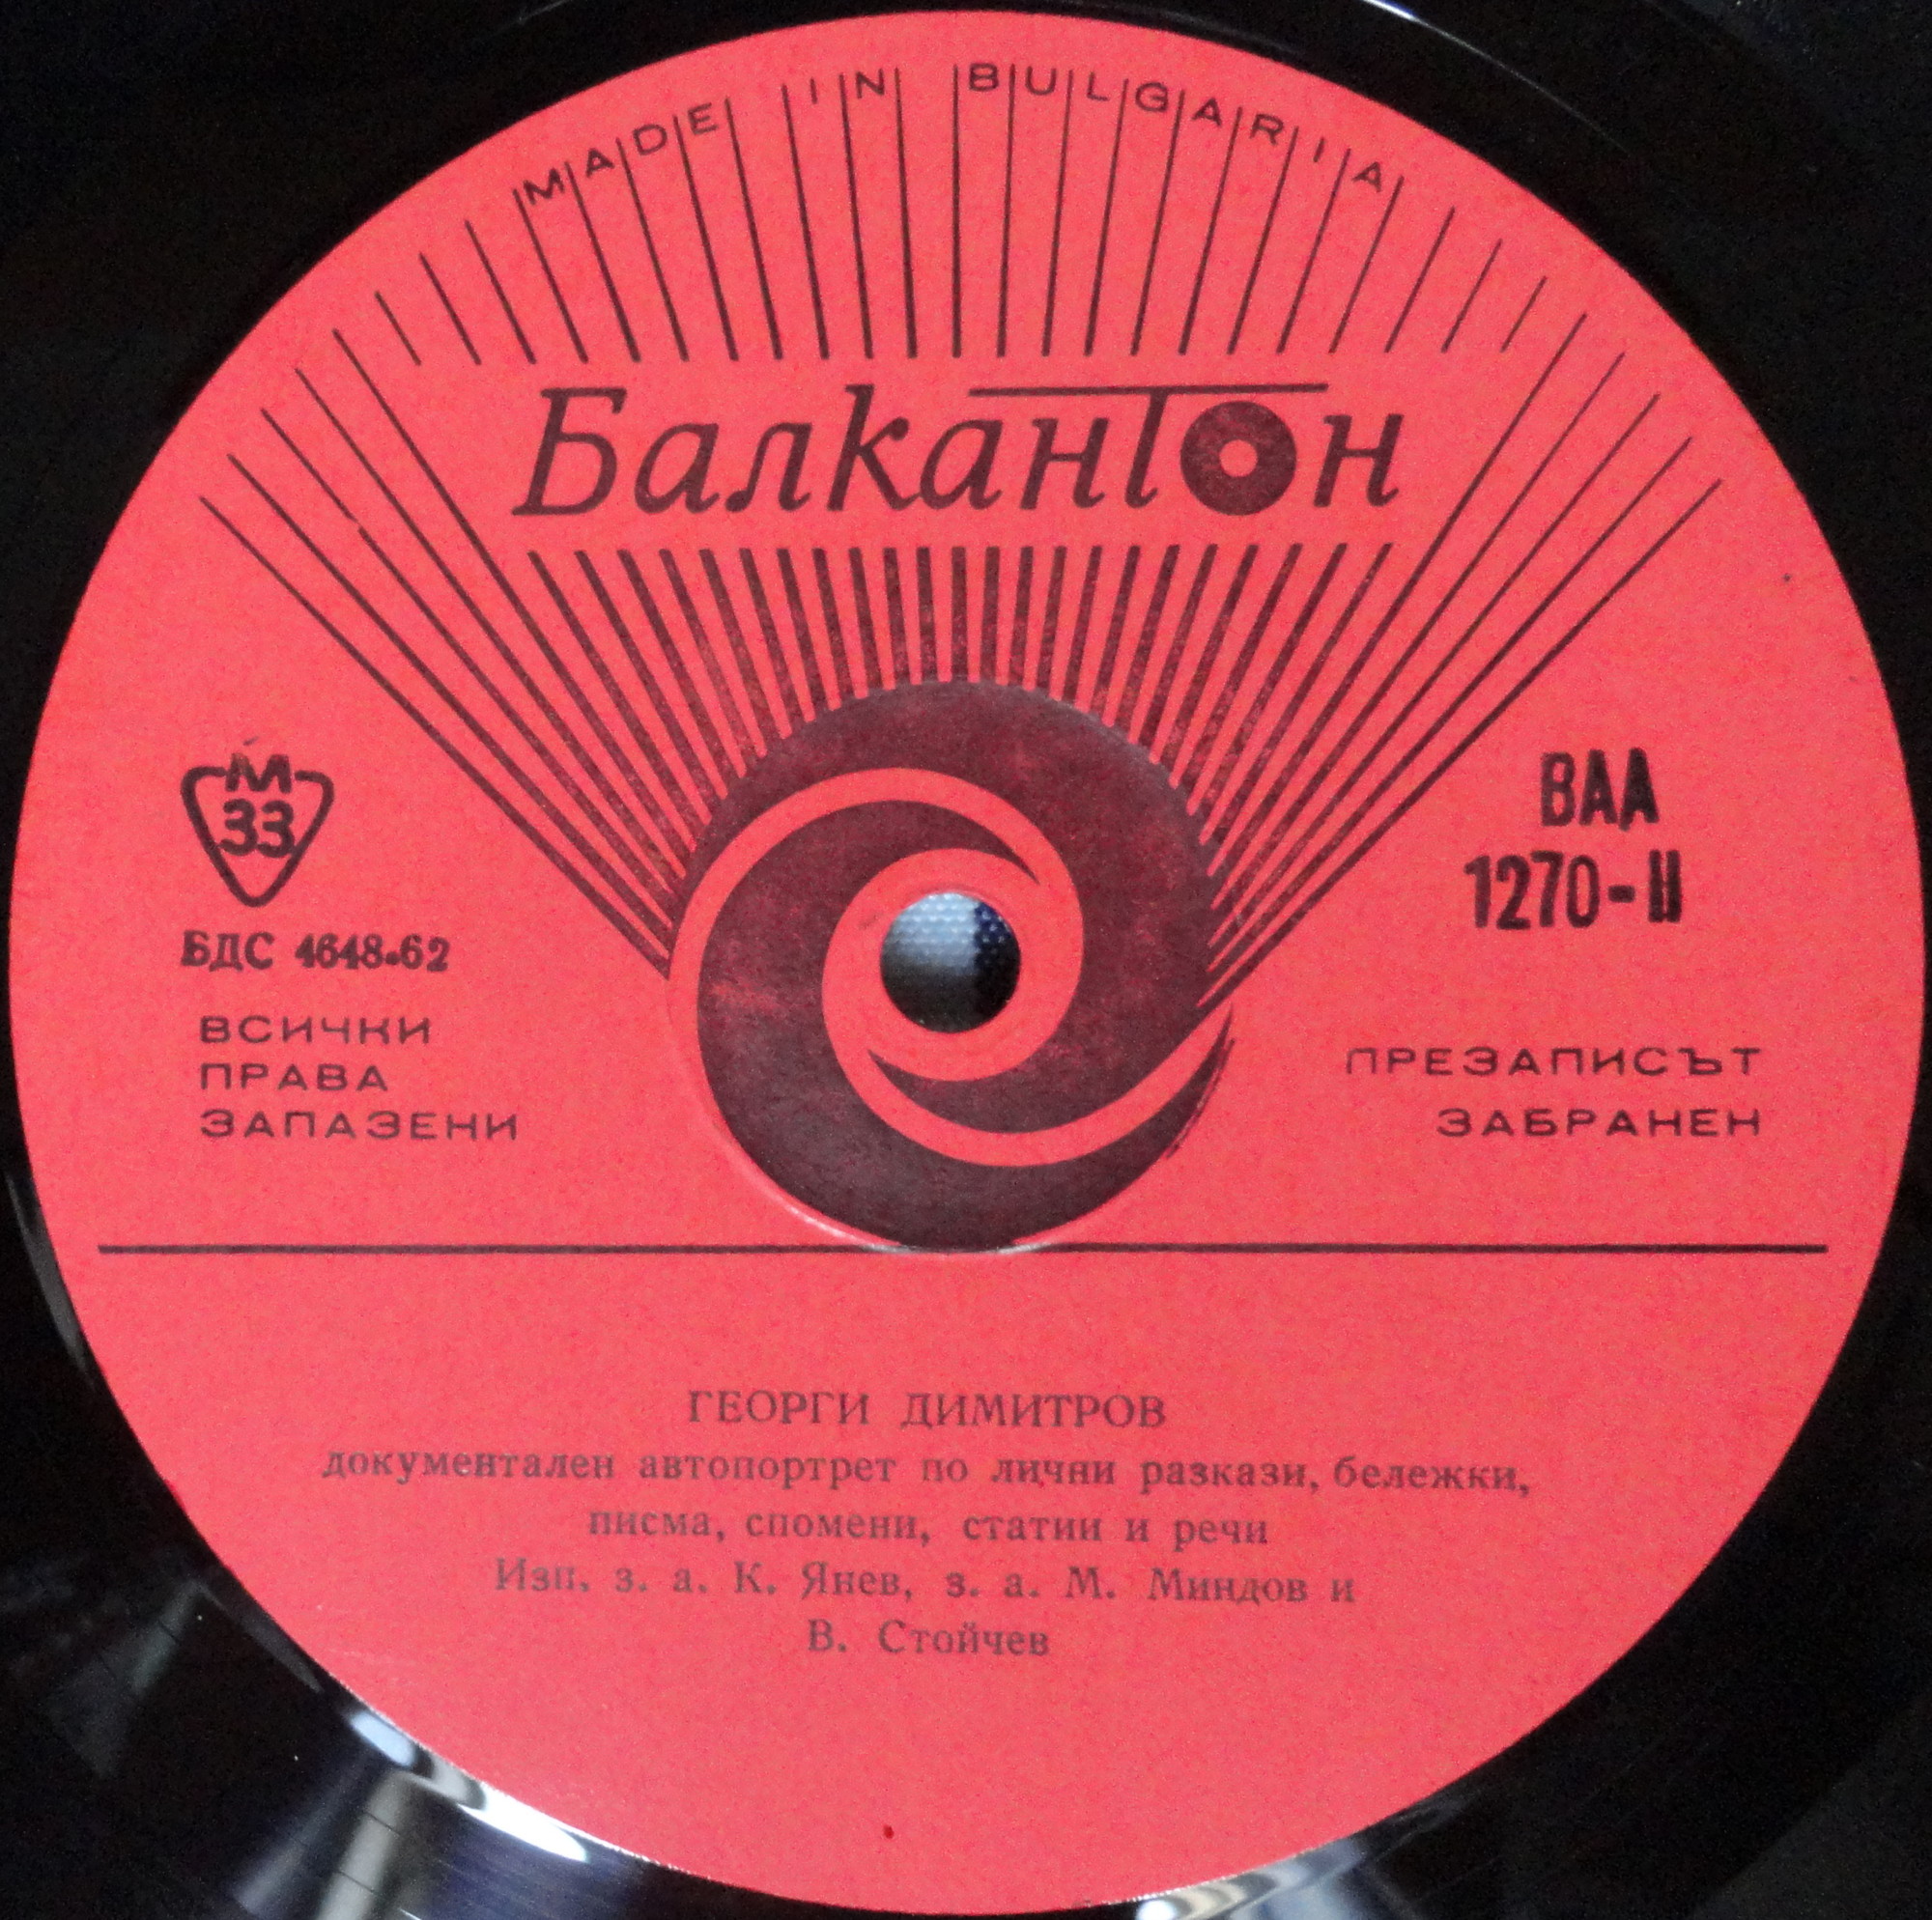 MADE IN BULGARIA
Балкантон
М
33
БДС 4648-62
ВСИЧКИ
ПРАВА
ЗАПАЗЕНИ
ВАА
1270-II
ПРЕЗАПИСЪТ
ЗАБРАНЕН
ГЕОРГИ ДИМИТРОВ
документален автопортрет по лични разкази, бележки,
писма, спомени, статии и речи
Изп. з. а. К. Янев, з. а. М. Миндов и
В. Стойчев